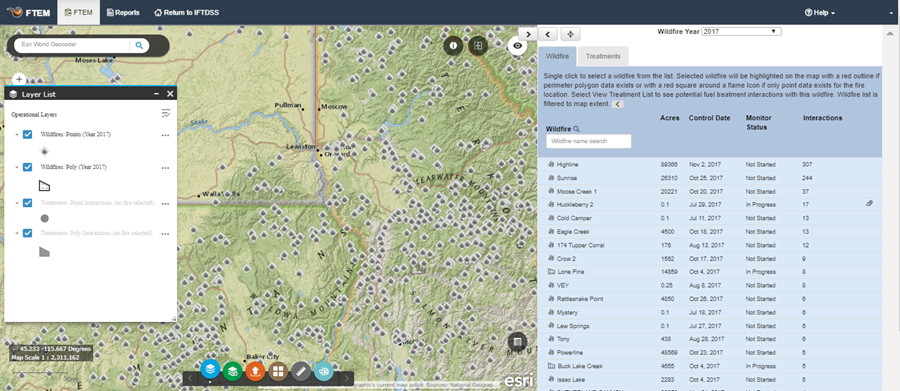 FTEM
FTEM
Reports
Return to IFTDSS
Help
Esri World Geocoder
Moses Lake
Layer List
Operational Layers
Wildfires: Points (Year 2017)
Wildfires: Poly (Year 2017)
Treatments: Point Interactions (no fire selected)
Treatments: Poly Interactions (no fire selected)
Pullman
Moscow
Snake
Lewiston
Walla
Baker City
45.233 -115.667 Degrees
Map Scale 1 : 2,311,162
esri
Wildfire Year 2017
Wildfire
Treatments
Single click to select a wildfire from the list. Selected wildfire will be highlighted on the map with a red outline if
perimeter polygon data exists or with a red square around a flame Icon if only point data exists for the
fire location. Select View Treatment List to see potential fuel treatment interactions with this wildfire. Wildfire list is
filtered to map extent.
Wildfire Acres Control Date Monitor Status Interactions
Wildfire name search
Highline 89366 Nov 2, 2017 Not Started 307
Sunrise 26310 Oct 25, 2017 Not Started 244
Moose Creek 1 20221 Oct 20, 2017 Not Started 37
Huckleberry 2 0.1 Jul 29, 2017 In Progress 17
Cold Camper 0.1 Jul 11, 2017 Not Started 13
Eagle Creek 4500 Oct 18, 2017 Not Started 13
174 Tupper Corral 176 Aug 13, 2017 Not Started 12
Crow 2 1562 Oct 17, 2017 Not Started 9
Lone Pine 14859 Oct 4, 2017 In Progress 8
VEY 0.25 Aug 8, 2017 Not Started 8
Rattlesnake Point 4850 Oct 26, 2017 Not Started 6
Mystery 0.1 Jul 18, 2017 Not Started 6
Lew Springs 0.1 Jul 27, 2017 Not Started 6
Tony 438 Aug 28, 2017 Not Started 6
Powerline 48569 Oct 23, 2017 Not Started 5
Buck Lake Creek 4655 Oct 4, 2017 In Progress 5
Issac Lake 2283 Oct 4, 2017 Not Started 5